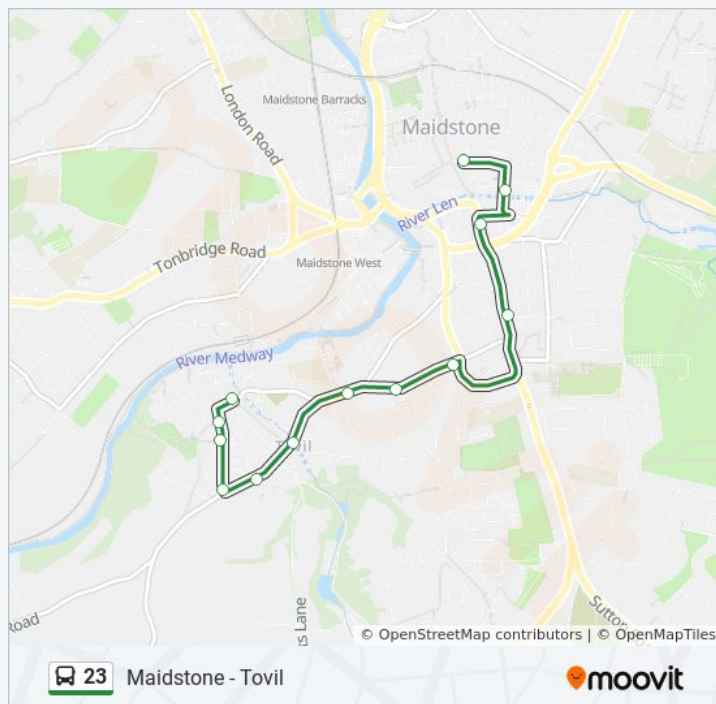 London Road
Maidstone Barracks
Maidstone
River Len
Tonbridge Road
Maidstone West
River Medway
Tovil
Road
s Lane
Sutto
© OpenStreetMap contributors | © OpenMapTiles
23 Maidstone - Tovil
moovit